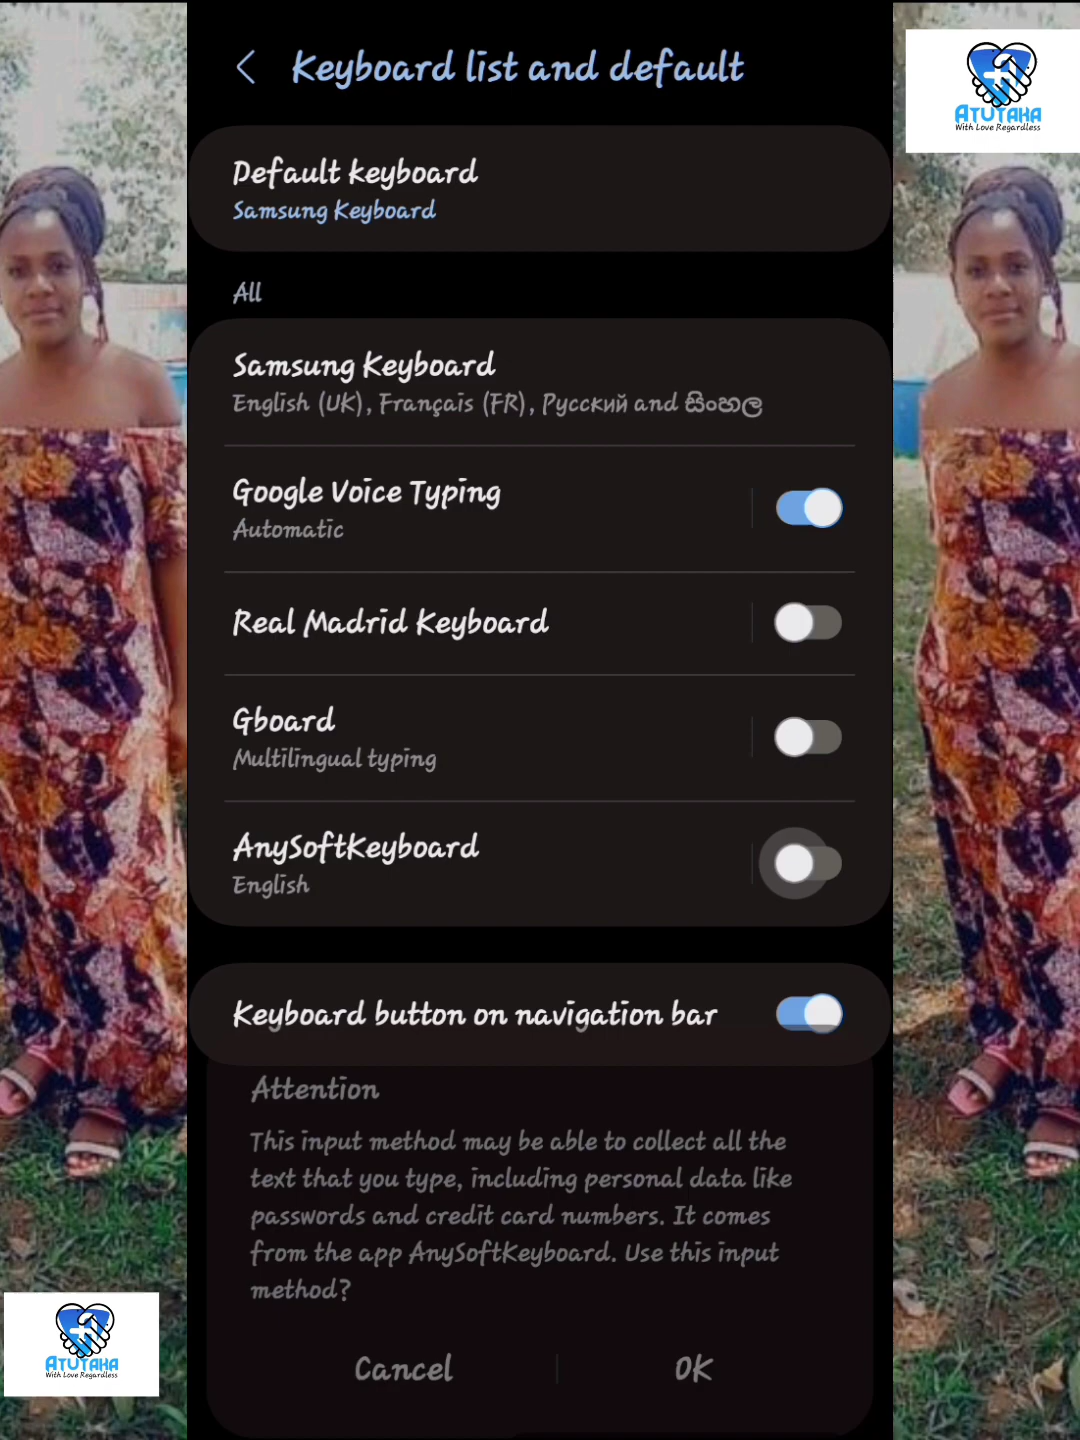 Keyboard list and default
ATUTAKA
With Love Regardless
Default keyboard
Samsung Keyboard
All
Samsung Keyboard
English (UK), Français (FR), Русский and සිංහල
Google Voice Typing
Automatic
Real Madrid Keyboard
Gboard
Multilingual typing
AnySoftKeyboard
English
Keyboard button on navigation bar
Attention
This input method may be able to collect all the
text that you type, including personal data like
passwords and credit card numbers. It comes
from the app AnySoftKeyboard. Use this input
method?
Cancel
OK
ATUTAKA
With Love Regardless